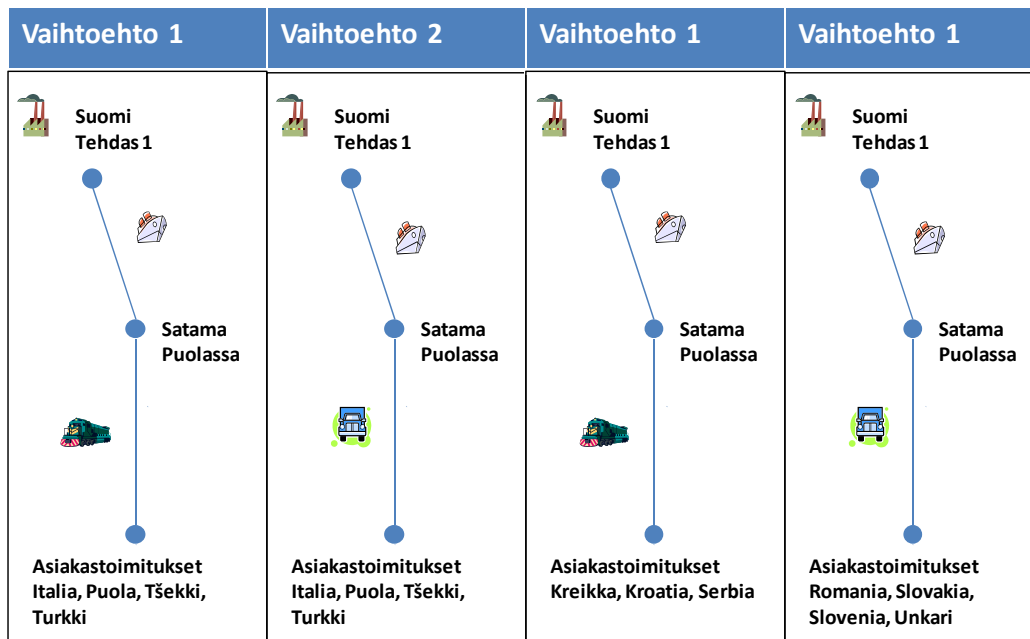 Vaihtoehto 1
Suomi
Tehdas 1
Satama
Puolassa
Asiakastoimitukset
Italia, Puola, Tšekki,
Turkki
Vaihtoehto 2
Suomi
Tehdas 1
Satama
Puolassa
Asiakastoimitukset
Italia, Puola, Tšekki,
Turkki
Vaihtoehto 1
Suomi
Tehdas 1
Satama
Puolassa
Asiakastoimitukset
Kreikka, Kroatia, Serbia
Vaihtoehto 1
Suomi
Tehdas 1
Satama
Puolassa
Asiakastoimitukset
Romania, Slovakia,
Slovenia, Unkari